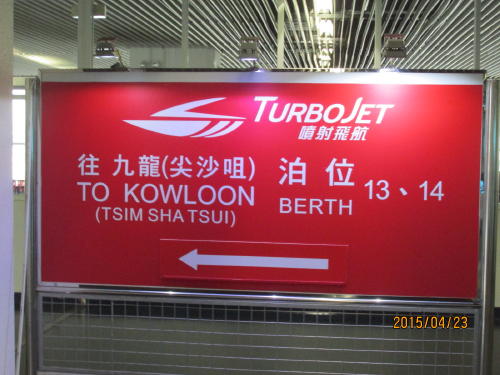 TURBOJET
噴射飛航
往 九龍(尖沙咀) 泊位 13、14
TO KOWLOON BERTH
(TSIM SHA TSUI)
2015/04/23